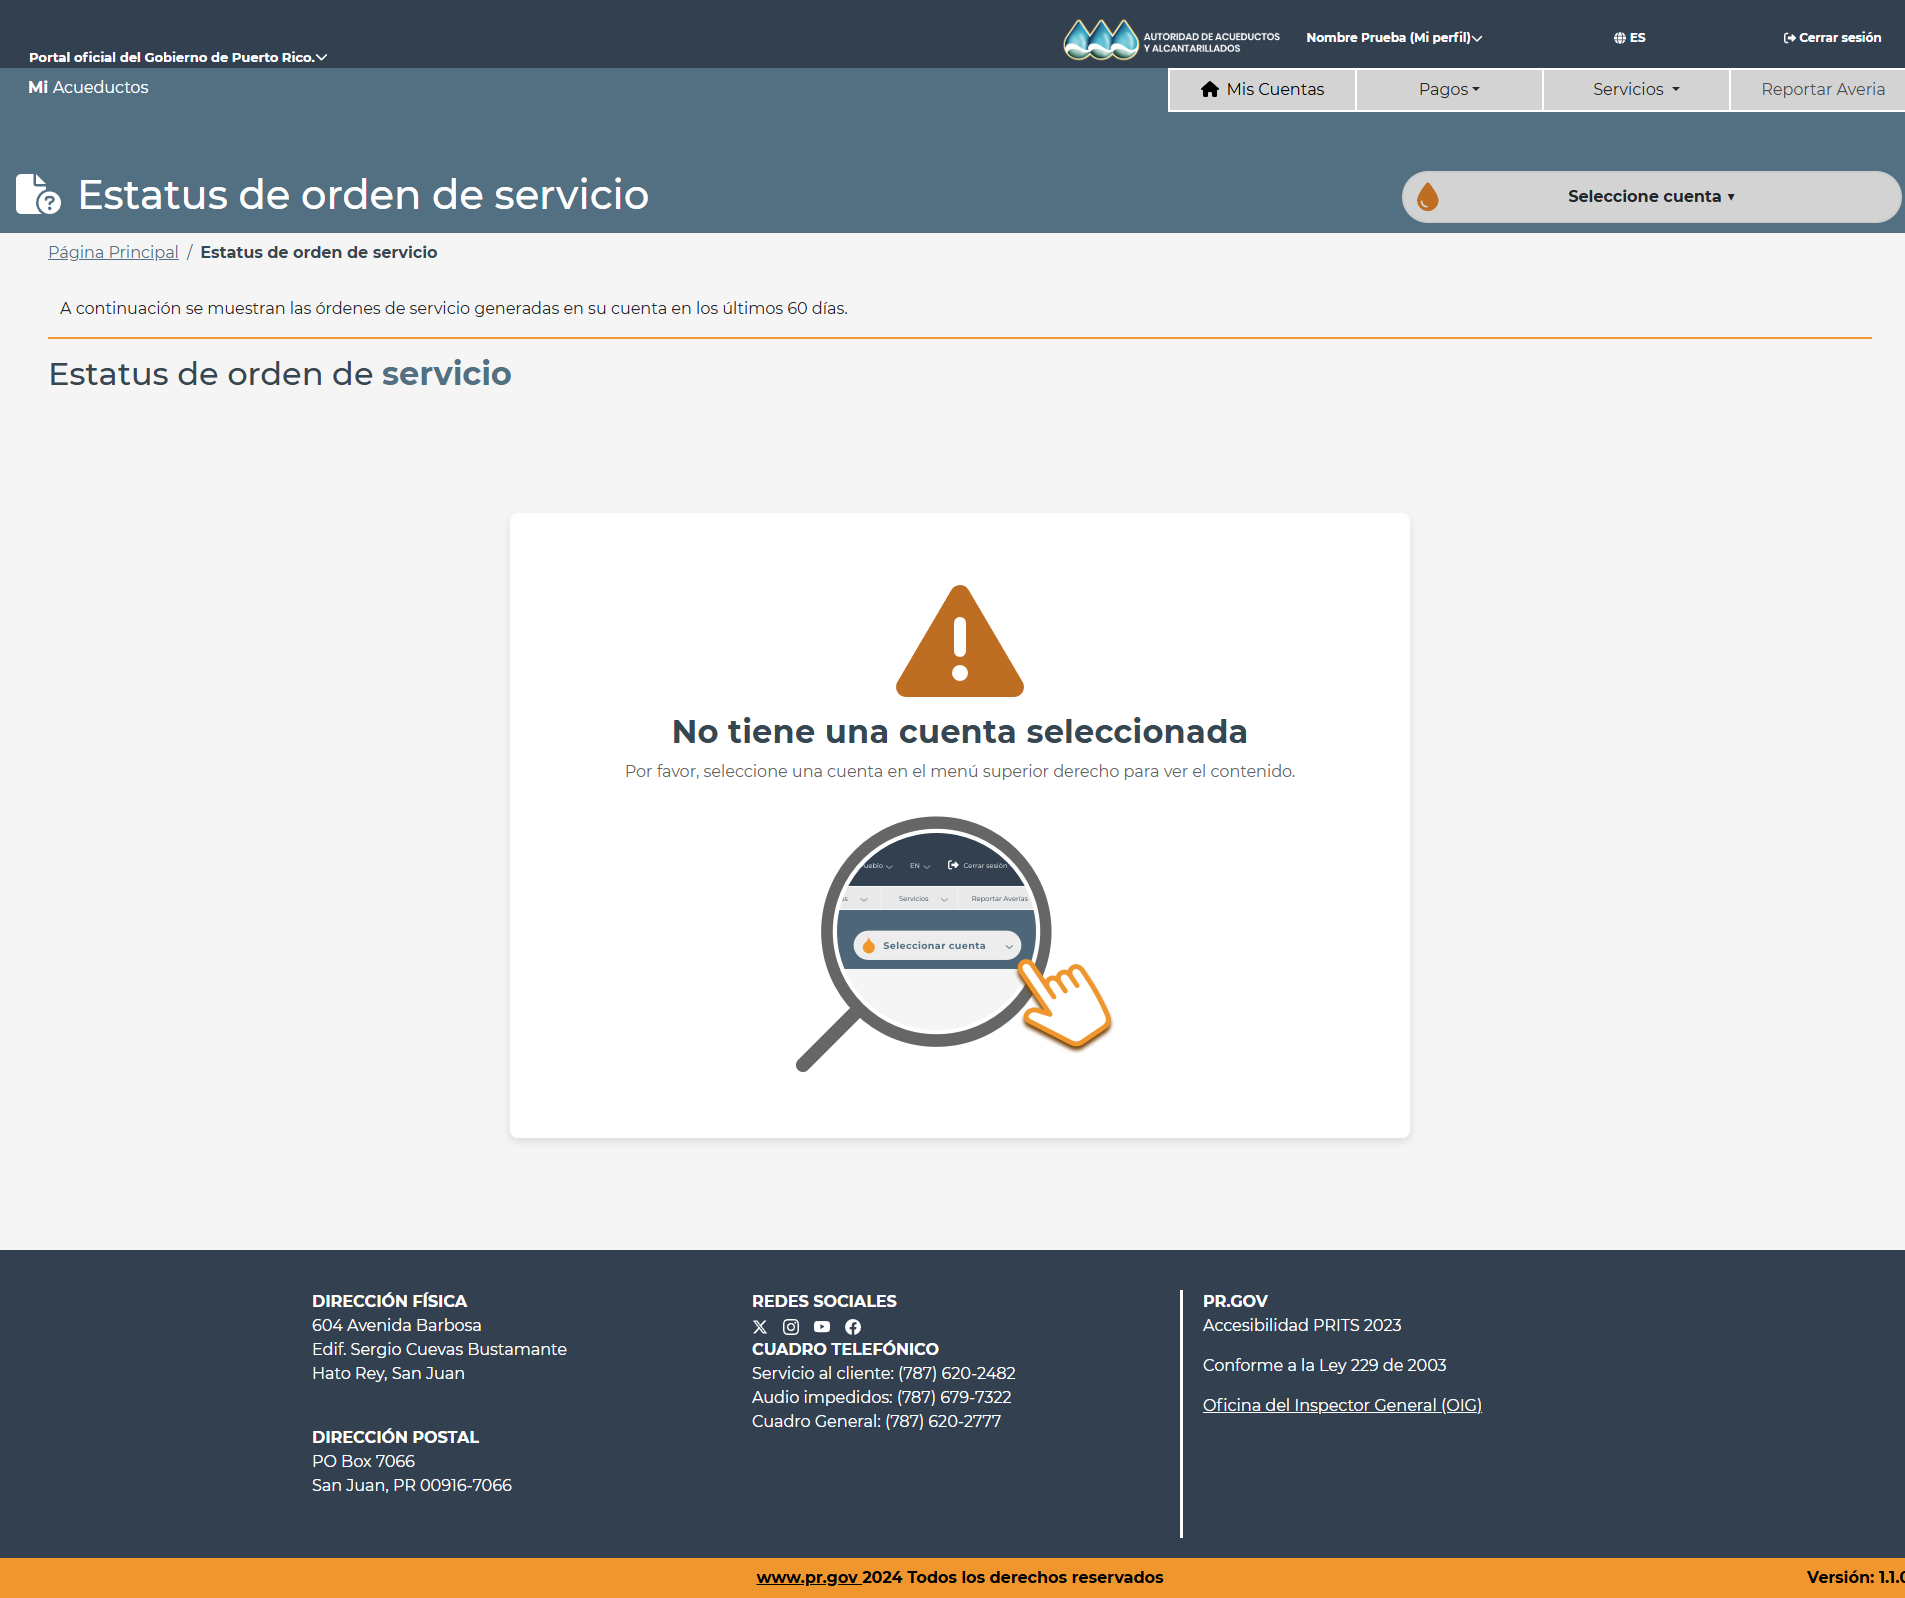 Portal oficial del Gobierno de Puerto Rico.
AUTORIDAD DE ACUEDUCTOS
Y ALCANTARILLADOS
Nombre Prueba (Mi perfil)
ES
Cerrar sesión
Mi Acueductos
Mis Cuentas
Pagos
Servicios
Reportar Averia
Estatus de orden de servicio
Seleccione cuenta
Página Principal / Estatus de orden de servicio
A continuación se muestran las órdenes de servicio generadas en su cuenta en los últimos 60 días.
Estatus de orden de servicio
No tiene una cuenta seleccionada
Por favor, seleccione una cuenta en el menú superior derecho para ver el contenido.
ueblo
EN
Cerrar sesión
os
Servicios
Reportar Averías
Seleccionar cuenta
DIRECCIÓN FÍSICA
604 Avenida Barbosa
Edif. Sergio Cuevas Bustamante
Hato Rey, San Juan
DIRECCIÓN POSTAL
PO Box 7066
San Juan, PR 00916-7066
REDES SOCIALES
CUADRO TELEFÓNICO
Servicio al cliente: (787) 620-2482
Audio impedidos: (787) 679-7322
Cuadro General: (787) 620-2777
PR.GOV
Accesibilidad PRITS 2023
Conforme a la Ley 229 de 2003
Oficina del Inspector General (OIG)
www.pr.gov 2024 Todos los derechos reservados
Versión: 1.1.0